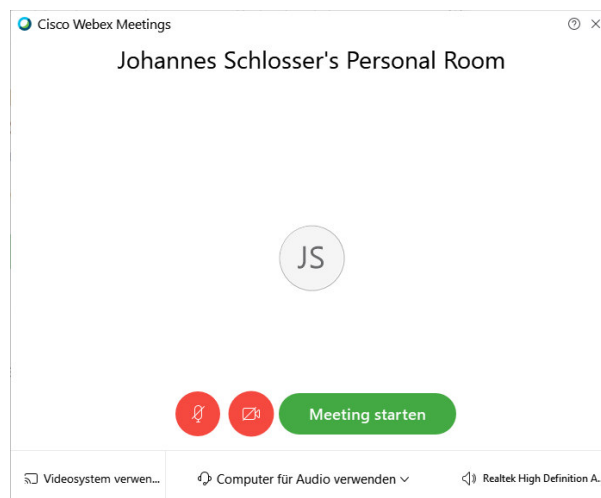 Cisco Webex Meetings
Johannes Schlosser's Personal Room
JS
Meeting starten
Videosystem verwen...
Computer für Audio verwenden
Realtek High Definition A..